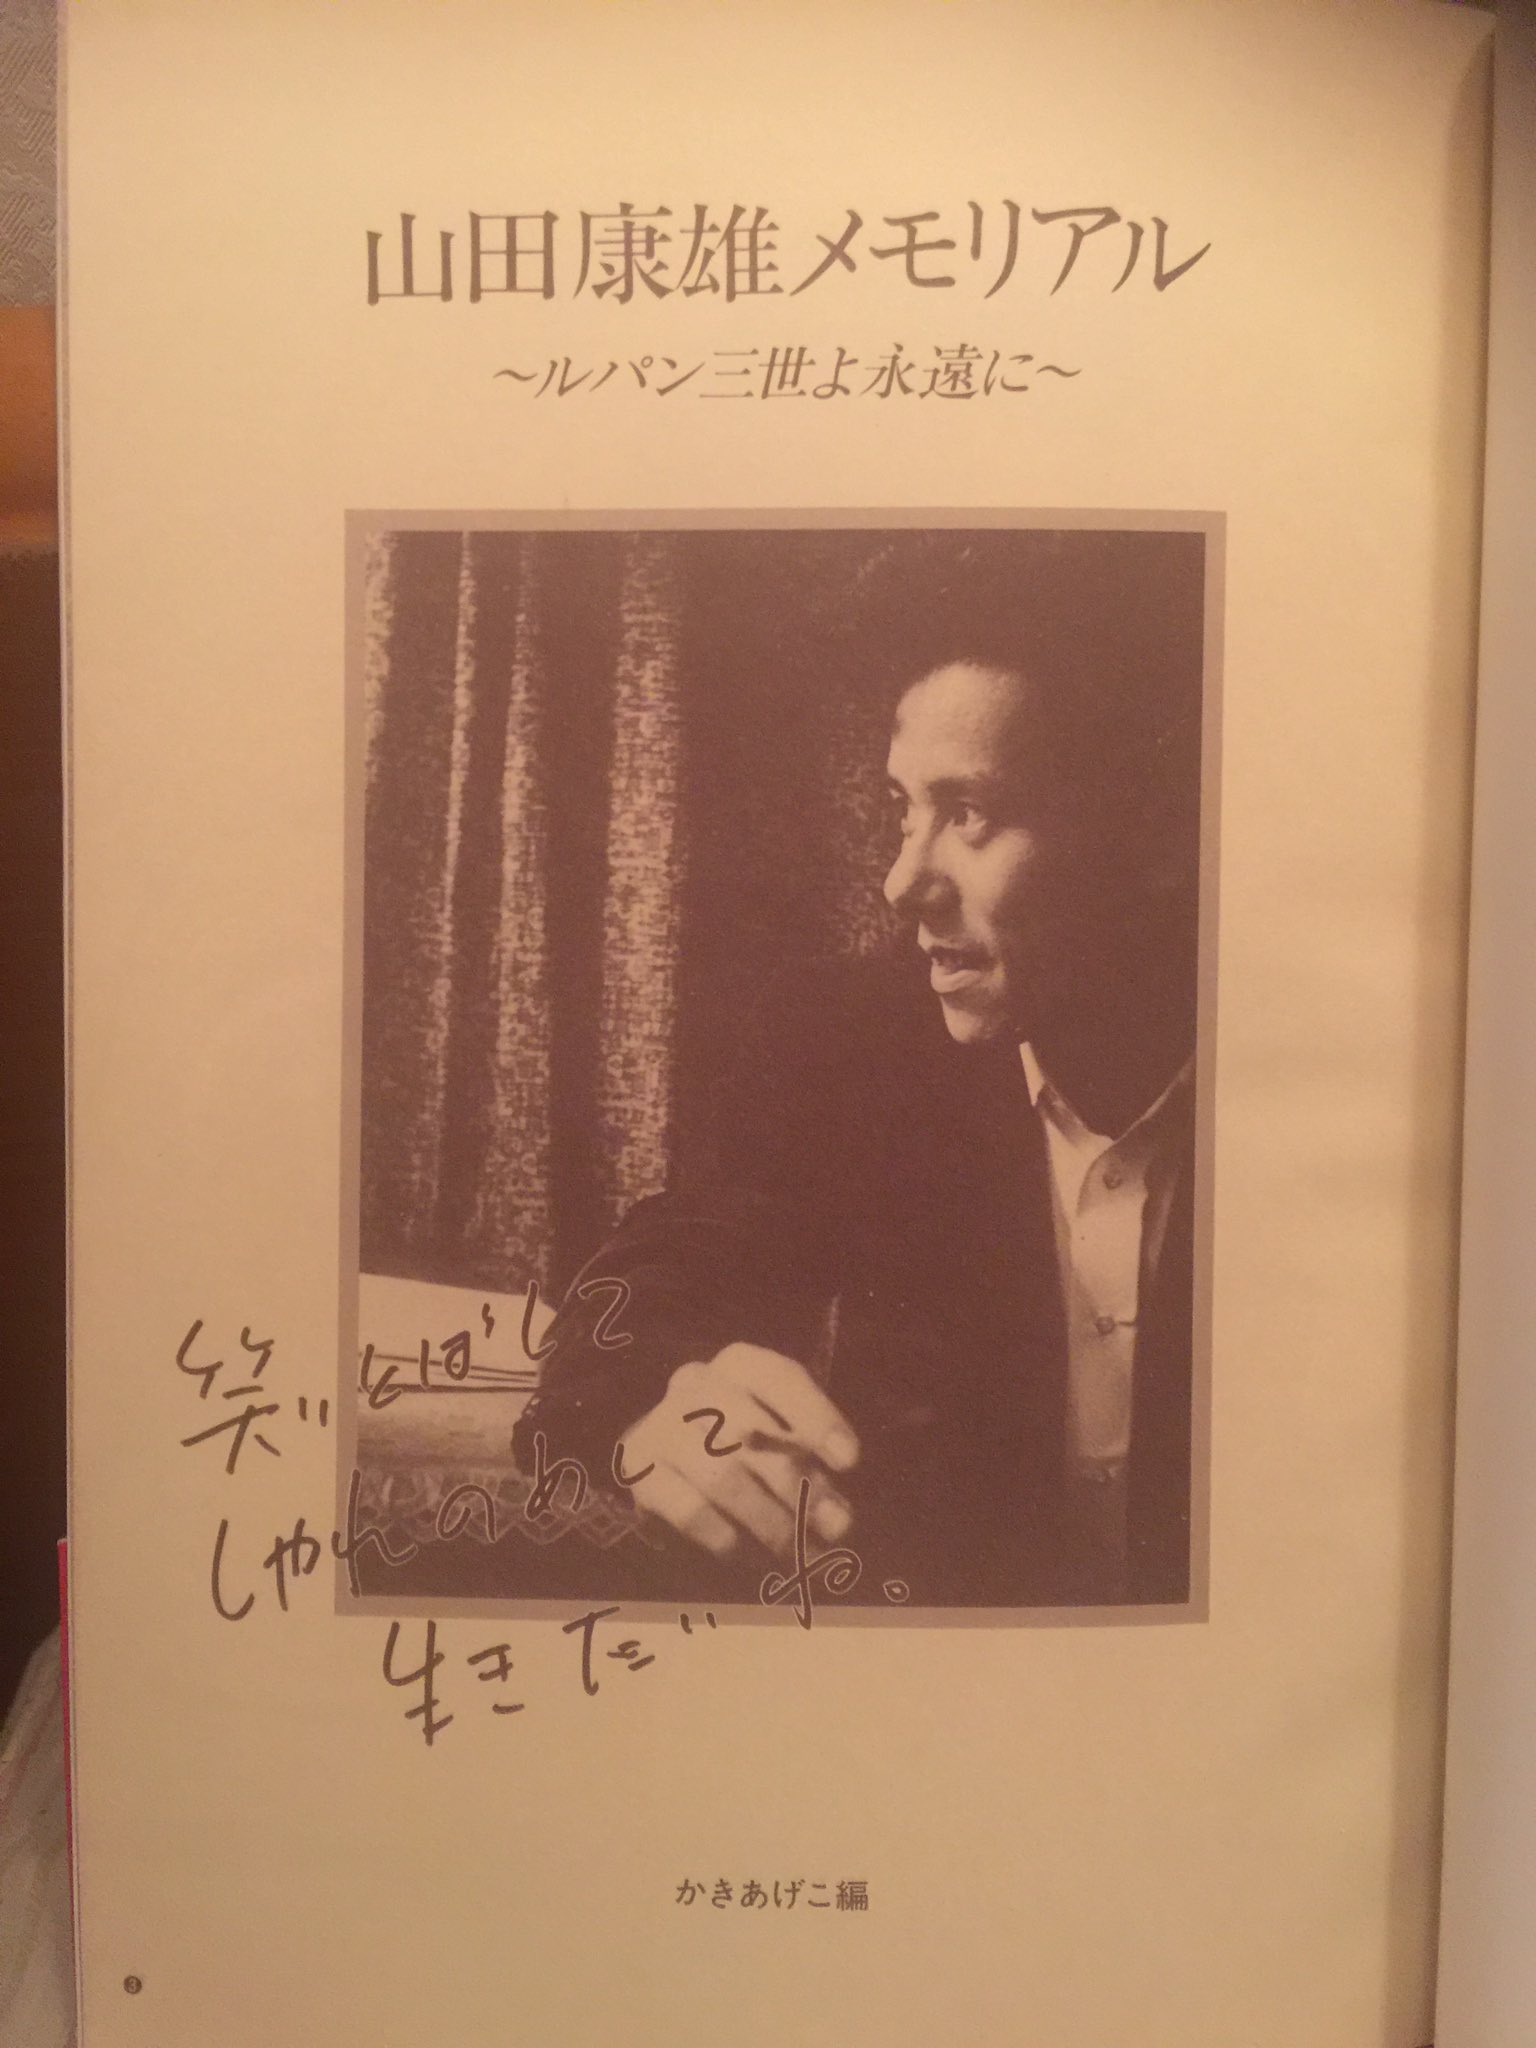 山田康雄メモリアル
～ルパン三世よ永遠に～
笑いとばして
しゃれのめして
生きだね。
かきあげこ編
3